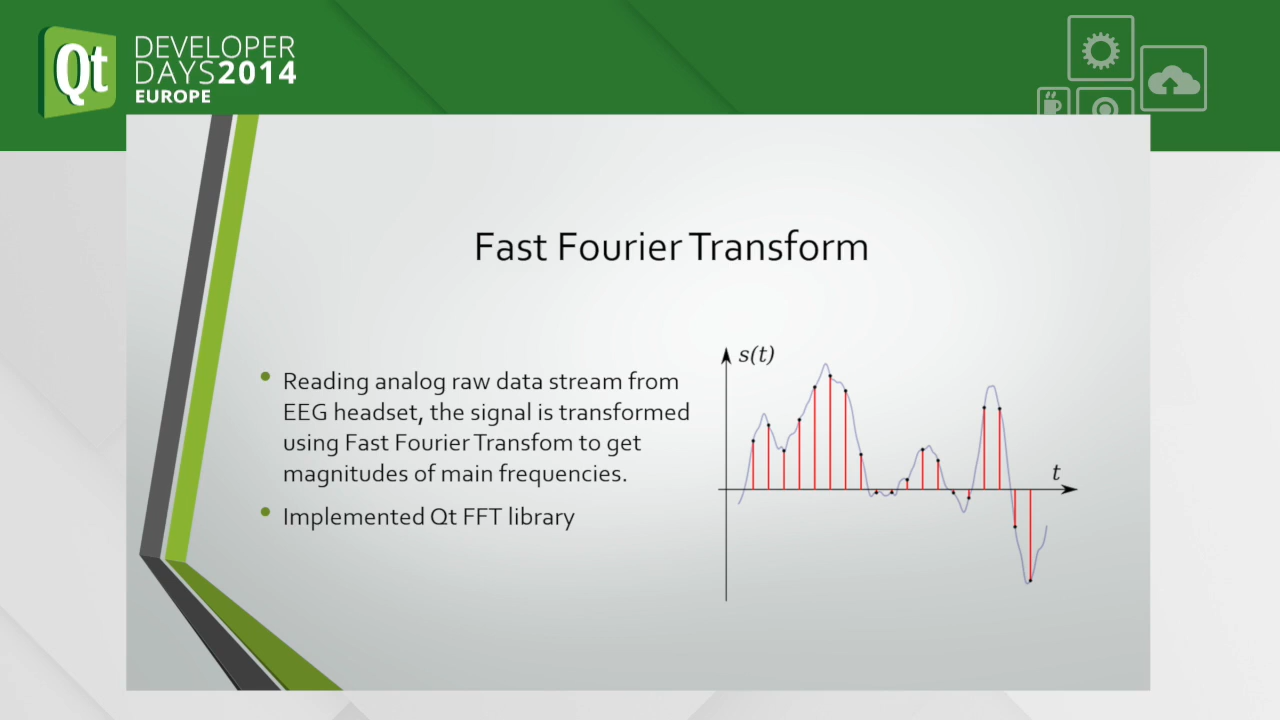 Qt
DEVELOPER
DAYS2014
EUROPE
Fast Fourier Transform
• Reading analog raw data stream from
EEG headset, the signal is transformed
using Fast Fourier Transfom to get
magnitudes of main frequencies.
• Implemented Qt FFT library
s(t)
t